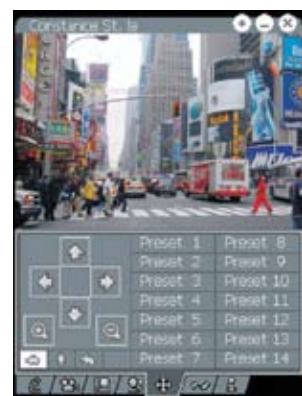 Constance St. la
Preset 1 Preset 8
Preset 2 Preset 9
Preset 3 Preset 10
Preset 4 Preset 11
Preset 5 Preset 12
Preset 6 Preset 13
Preset 7 Preset 14